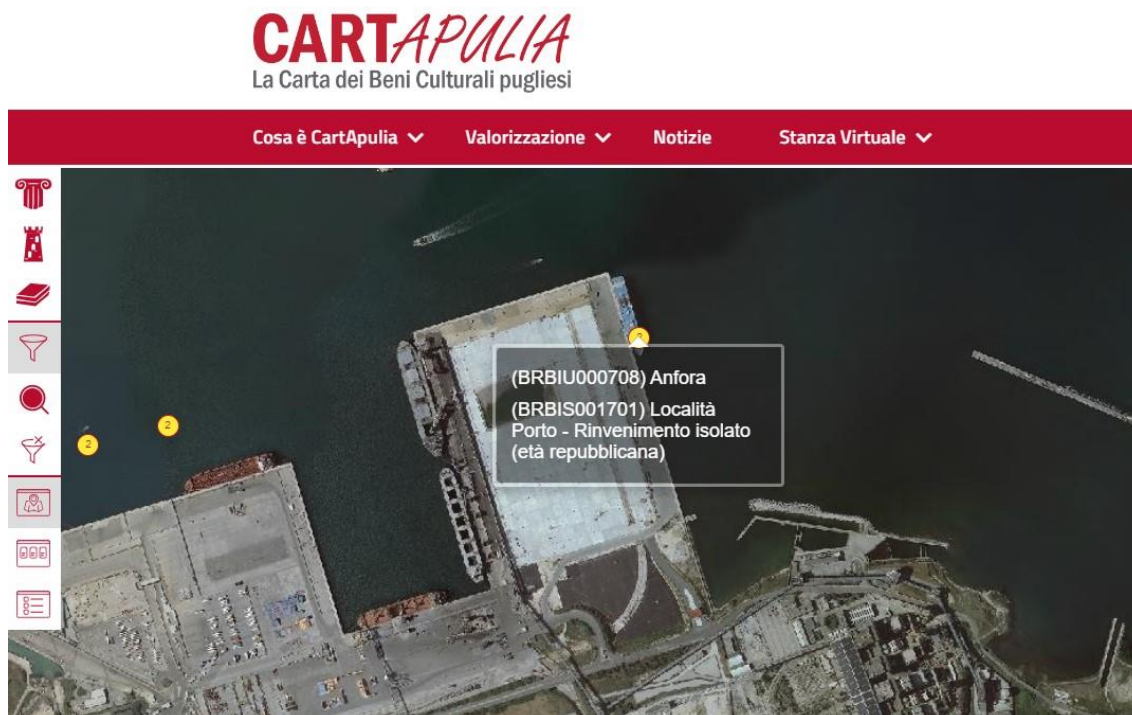 CARTAPULIA
La Carta dei Beni Culturali pugliesi
Cosa è CartApulia Valorizzazione Notizie Stanza Virtuale
2
2
(BRBIU000708) Anfora
(BRBIS001701) Località
Porto - Rinvenimento isolato
(età repubblicana)